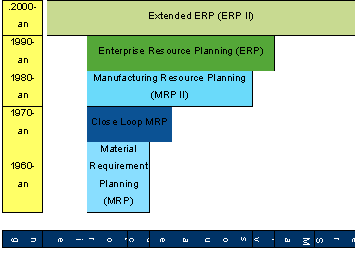 .2000-
an
Extended ERP (ERP II)
1990-
an
Enterprise Resource Planning (ERP)
1980-
an
Manufacturing Resource Planning
(MRP II)
1970-
an
Close Loop MRP
1960-
an
Material
Requirement
Planning
(MRP)